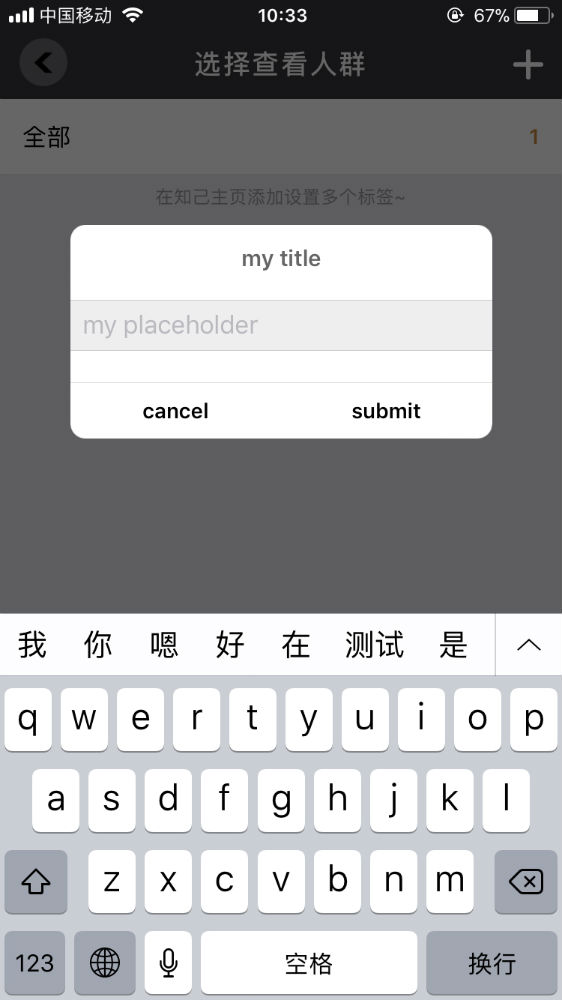 中国移动 10:33 67%
选择查看人群
全部 1
在知己主页添加设置多个标签~
my title
my placeholder
cancel submit
我 你 嗯 好 在 测试 是
q w e r t y u i o p
a s d f g h j k l
z x c v b n m
123 空格 换行